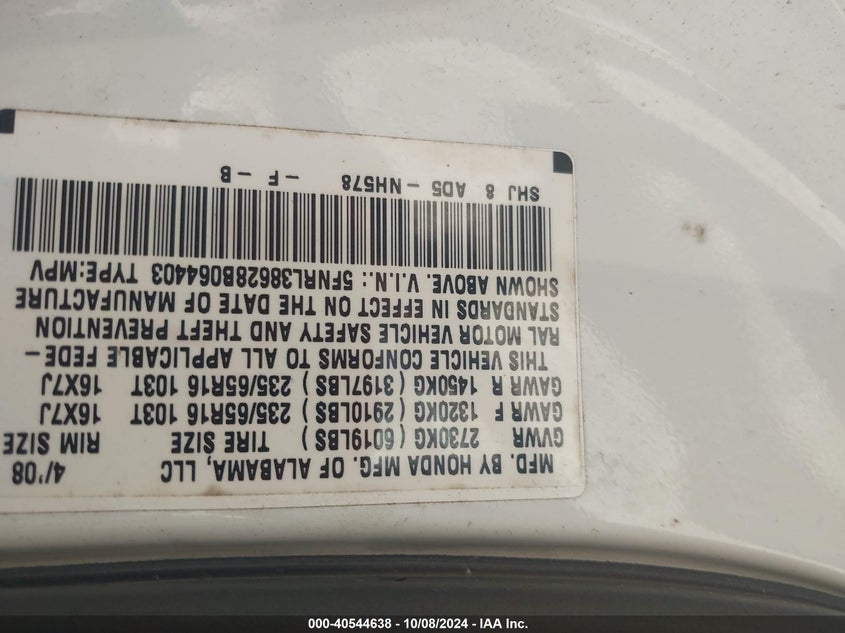 MFD. BY HONDA MFG. OF ALABAMA, LLC 4/'08
GVWR 2730KG ( 6019LBS ) TIRE SIZE RIM SIZE
GAWR F 1320KG ( 2910LBS ) 235/65R16 103T 16X7J
GAWR R 1450KG ( 3197LBS ) 235/65R16 103T 16X7J
THIS VEHICLE CONFORMS TO ALL APPLICABLE FEDE-
RAL MOTOR VEHICLE SAFETY AND THEFT PREVENTION
STANDARDS IN EFFECT ON THE DATE OF MANUFACTURE
SHOWN ABOVE. V.I.N.: 5FNRL38628B064403 TYPE:MPV
SHJ 8 AD5-NH578 -F-B
000-40544638 - 10/08/2024 - IAA Inc.